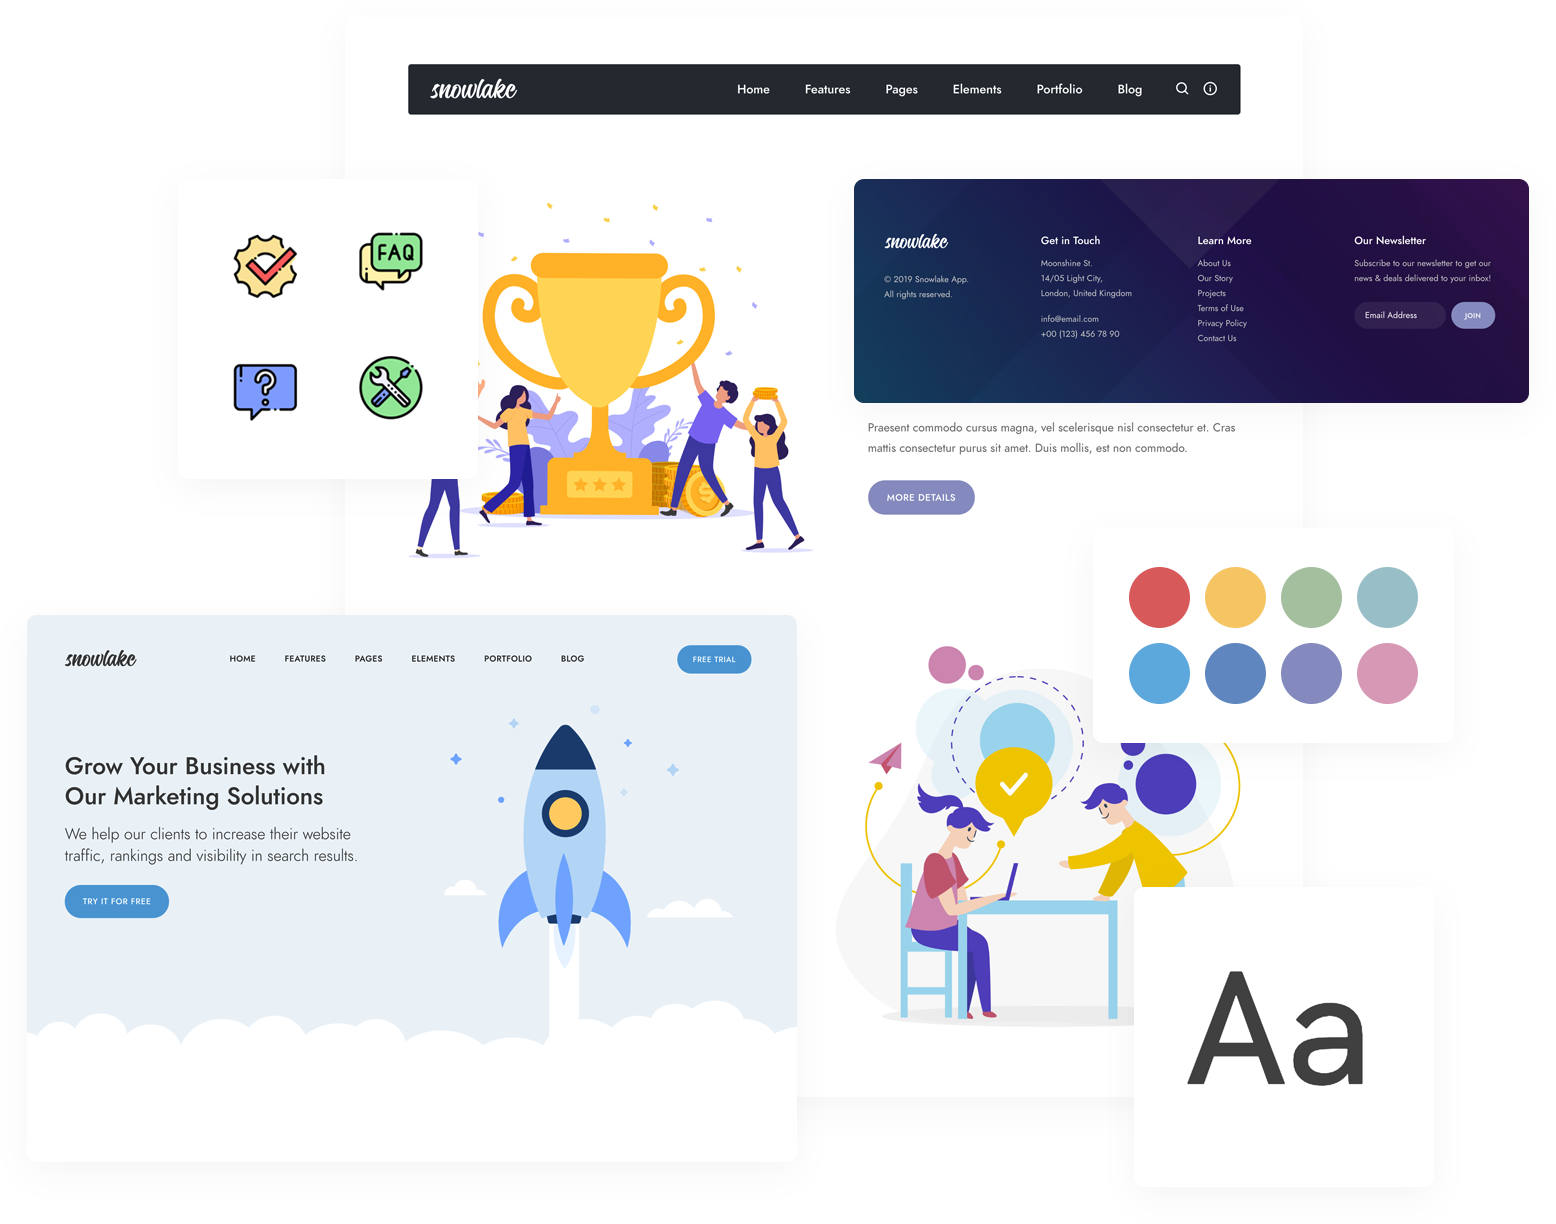 snowlake
Home Features Pages Elements Portfolio Blog
FAQ
?
snowlake
© 2019 Snowlake App.
All rights reserved.
Get in Touch
Moonshine St.
14/05 Light City,
London, United Kingdom
info@email.com
+00 (123) 456 78 90
Learn More
About Us
Our Story
Projects
Terms of Use
Privacy Policy
Contact Us
Our Newsletter
Subscribe to our newsletter to get our
news & deals delivered to your inbox!
Email Address JOIN
Praesent commodo cursus magna, vel scelerisque nisl consectetur et. Cras
mattis consectetur purus sit amet. Duis mollis, est non commodo.
MORE DETAILS
snowlake
HOME FEATURES PAGES ELEMENTS PORTFOLIO BLOG FREE TRIAL
Grow Your Business with
Our Marketing Solutions
We help our clients to increase their website
traffic, rankings and visibility in search results.
TRY IT FOR FREE
$
Aa